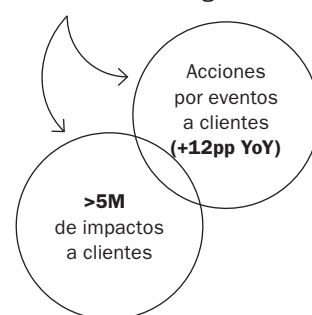 Acciones
por eventos
a clientes
(+12pp YoY)
>5M
de impactos
a clientes